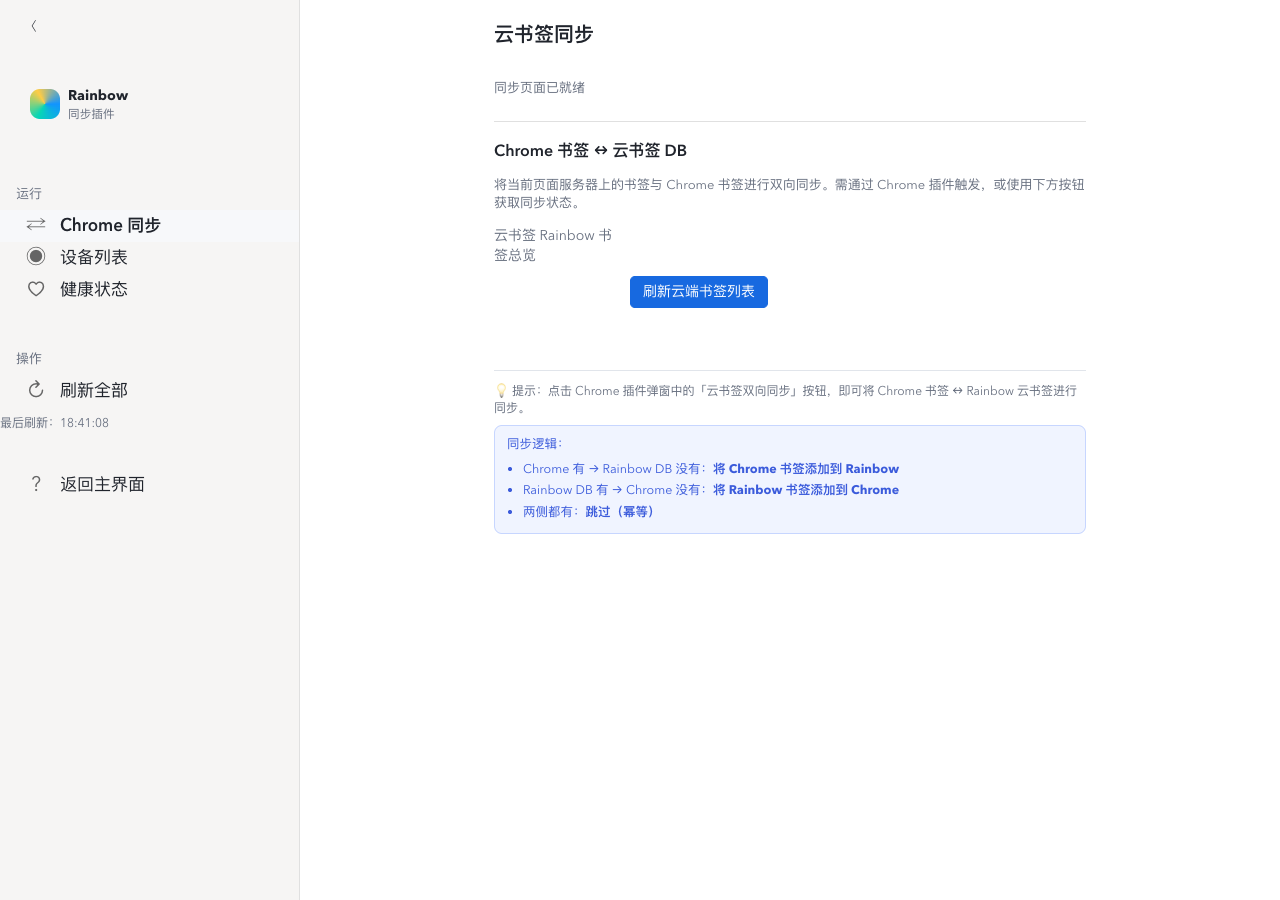 Rainbow
同步插件
运行
Chrome 同步
设备列表
健康状态
操作
刷新全部
最后刷新：18:41:08
? 返回主界面
云书签同步
同步页面已就绪
Chrome 书签 ↔ 云书签 DB
将当前页面服务器上的书签与 Chrome 书签进行双向同步。需通过 Chrome 插件触发，或使用下方按钮
获取同步状态。
云书签 Rainbow 书
签总览
刷新云端书签列表
💡 提示：点击 Chrome 插件弹窗中的「云书签双向同步」按钮，即可将 Chrome 书签 ↔ Rainbow 云书签进行
同步。
同步逻辑：
• Chrome 有 → Rainbow DB 没有：将 Chrome 书签添加到 Rainbow
• Rainbow DB 有 → Chrome 没有：将 Rainbow 书签添加到 Chrome
• 两侧都有：跳过（幂等）